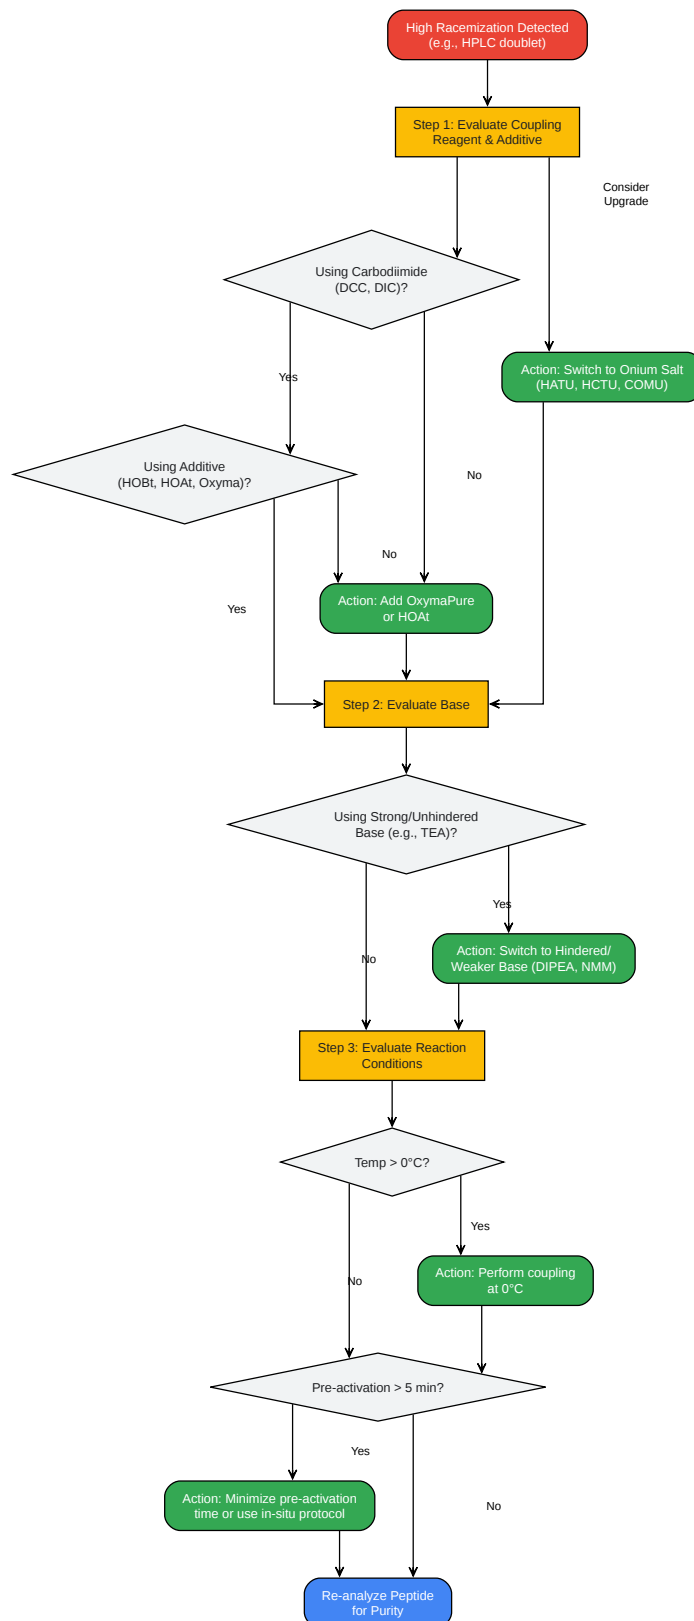 High Racemization Detected
(e.g., HPLC doublet)
Step 1: Evaluate Coupling
Reagent & Additive
Consider
Upgrade
Using Carbodiimide
(DCC, DIC)?
Action: Switch to Onium Salt
(HATU, HCTU, COMU)
Yes
Using Additive
(HOBt, HOAt, Oxyma)?
No
No
Action: Add OxymaPure
or HOAt
Yes
Step 2: Evaluate Base
Using Strong/Unhindered
Base (e.g., TEA)?
Yes
Action: Switch to Hindered/
Weaker Base (DIPEA, NMM)
No
Step 3: Evaluate Reaction
Conditions
Temp > 0°C?
Yes
Action: Perform coupling
at 0°C
No
Pre-activation > 5 min?
Yes
Action: Minimize pre-activation
time or use in-situ protocol
No
Re-analyze Peptide
for Purity